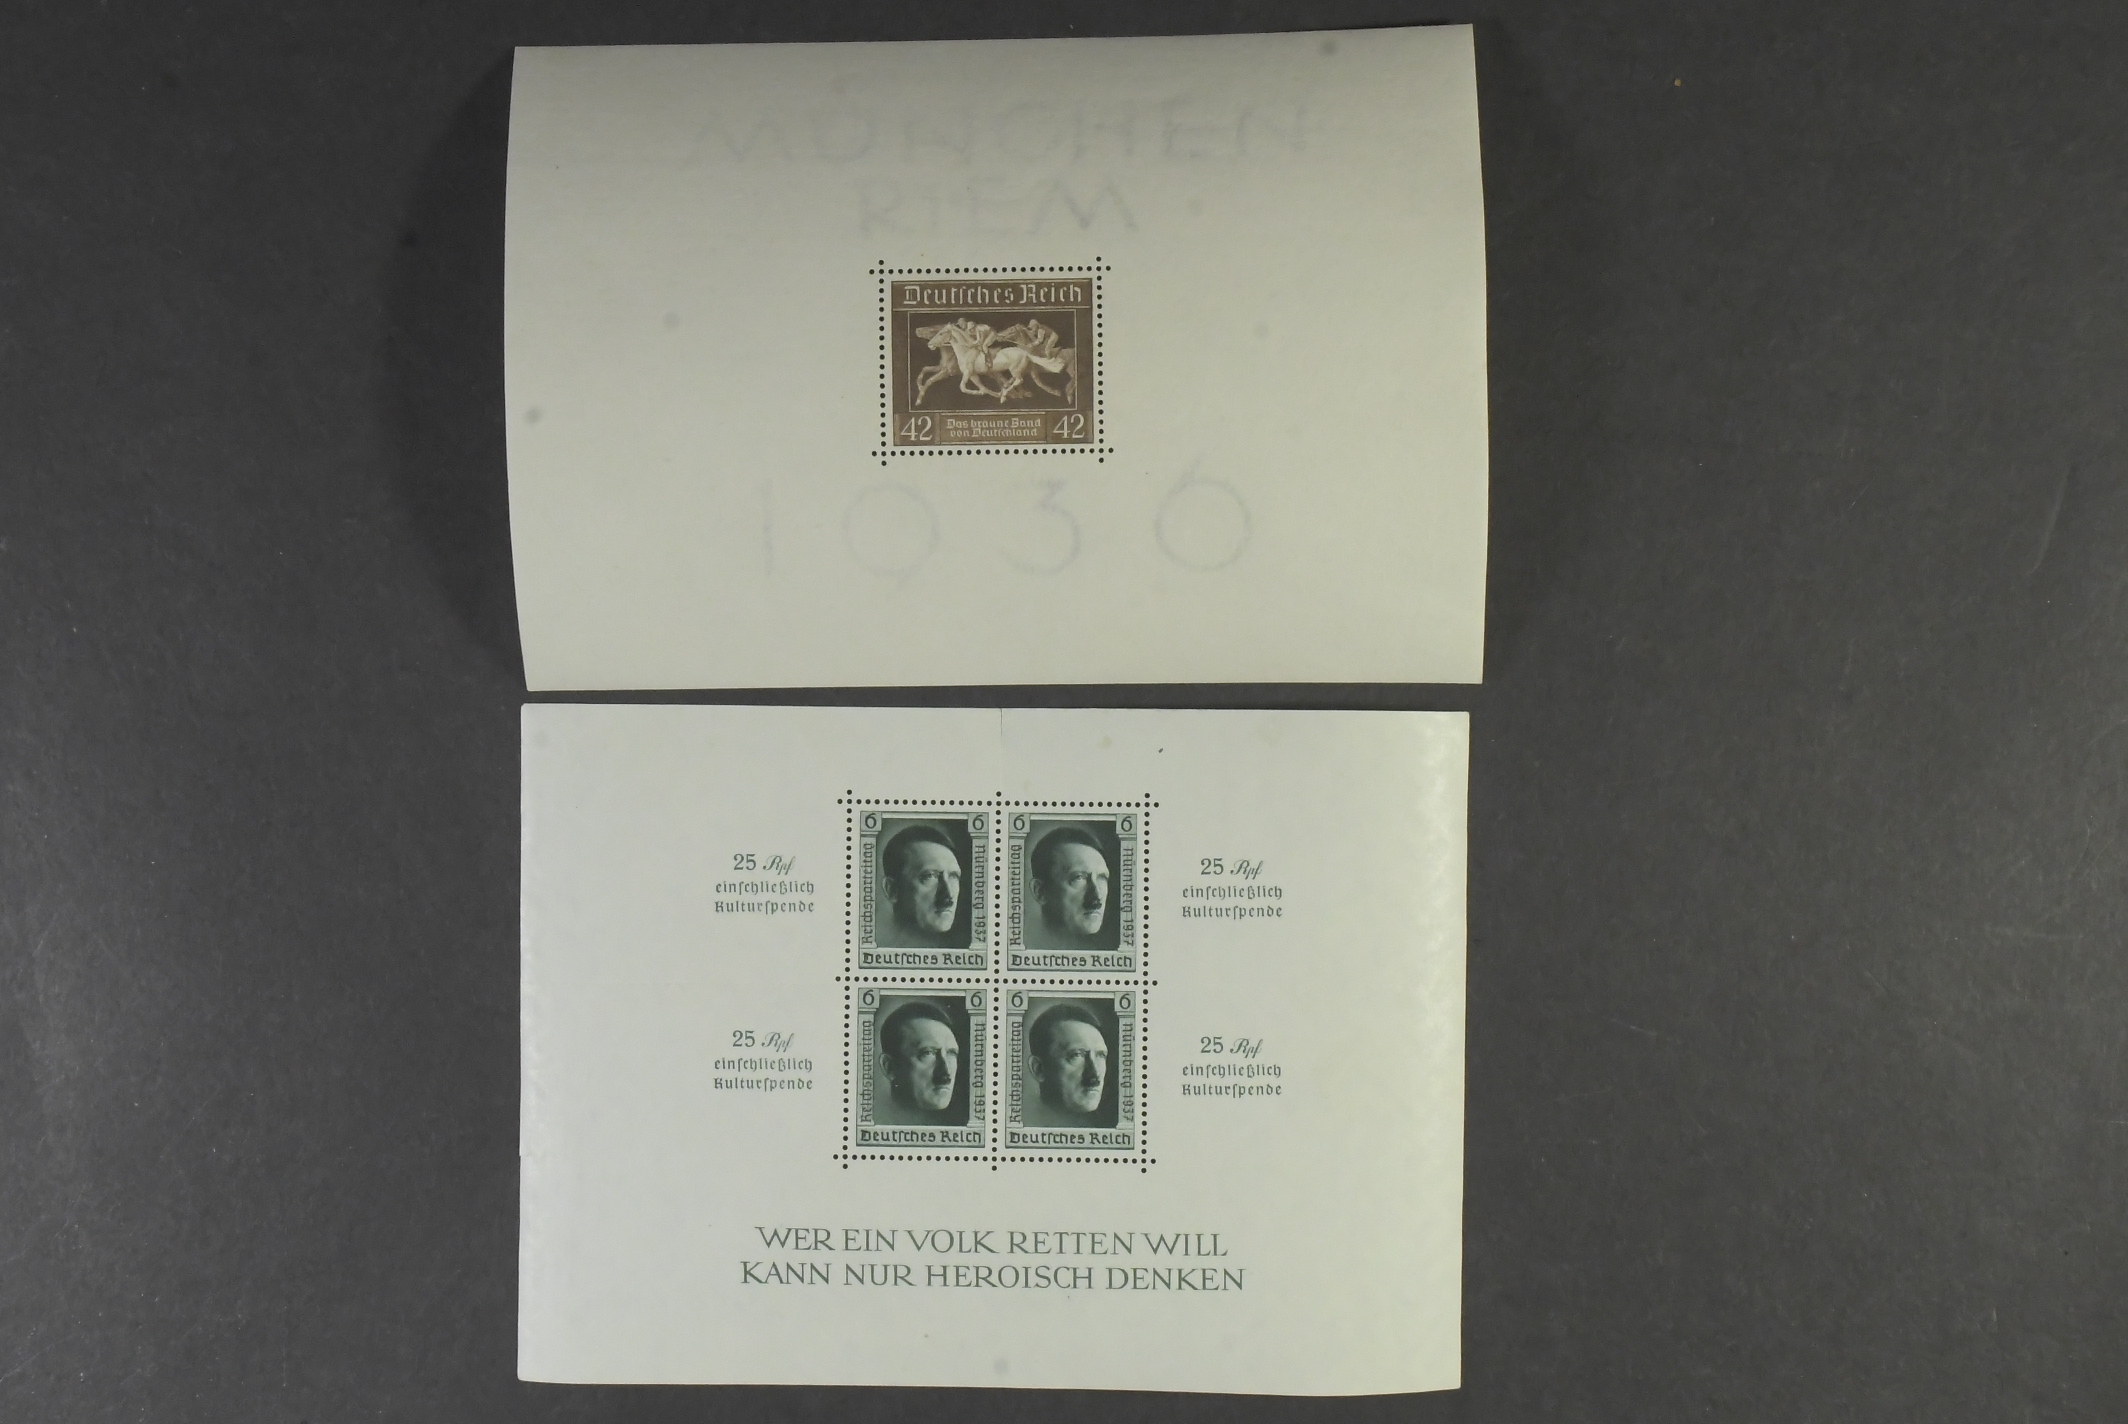 MÜNCHEN
RIEM
Deutſches Reich
42 Das braune Band 42
von Deutſchland
1936
6 6 6 6
Reichsparteitag Nürnberg 1937 Reichsparteitag Nürnberg 1937
Deutſches Reich Deutſches Reich
25 Rpf
einſchließlich
Kulturſpende
25 Rpf
einſchließlich
Kulturſpende
6 6 6 6
Reichsparteitag Nürnberg 1937 Reichsparteitag Nürnberg 1937
Deutſches Reich Deutſches Reich
25 Rpf
einſchließlich
Kulturſpende
25 Rpf
einſchließlich
Kulturſpende
WER EIN VOLK RETTEN WILL
KANN NUR HEROISCH DENKEN